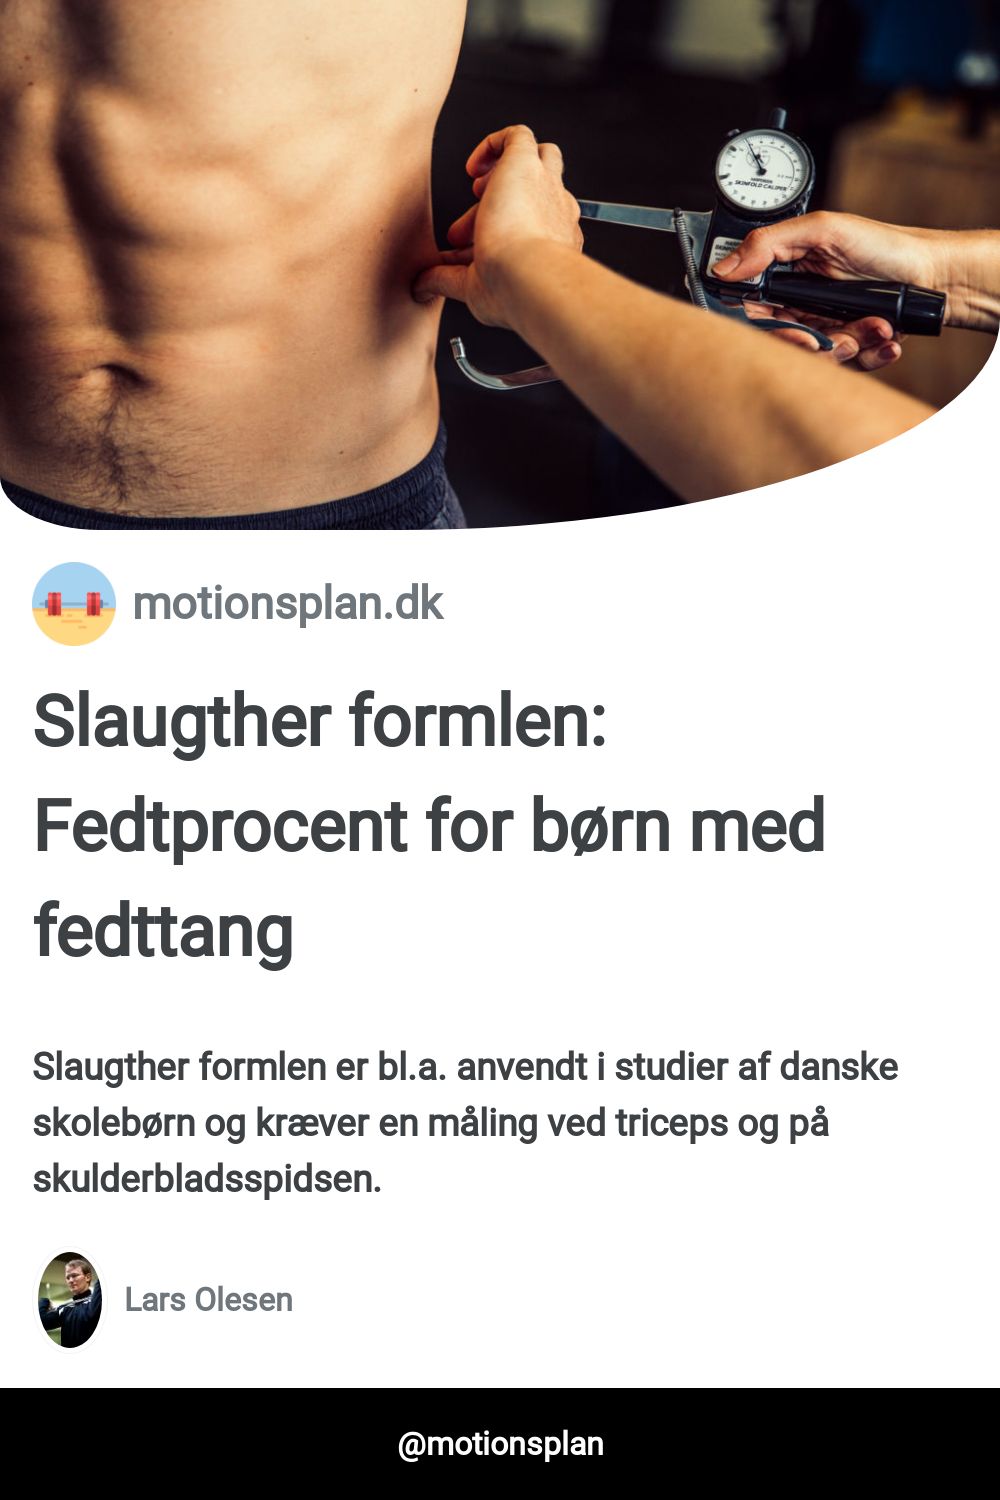 HARPENDEN
SKINFOLD CALIPER
motionsplan.dk
Slaugther formlen:
Fedtprocent for børn med
fedttang
Slaugther formlen er bl.a. anvendt i studier af danske
skolebørn og kræver en måling ved triceps og på
skulderbladsspidsen.
Lars Olesen
@motionsplan